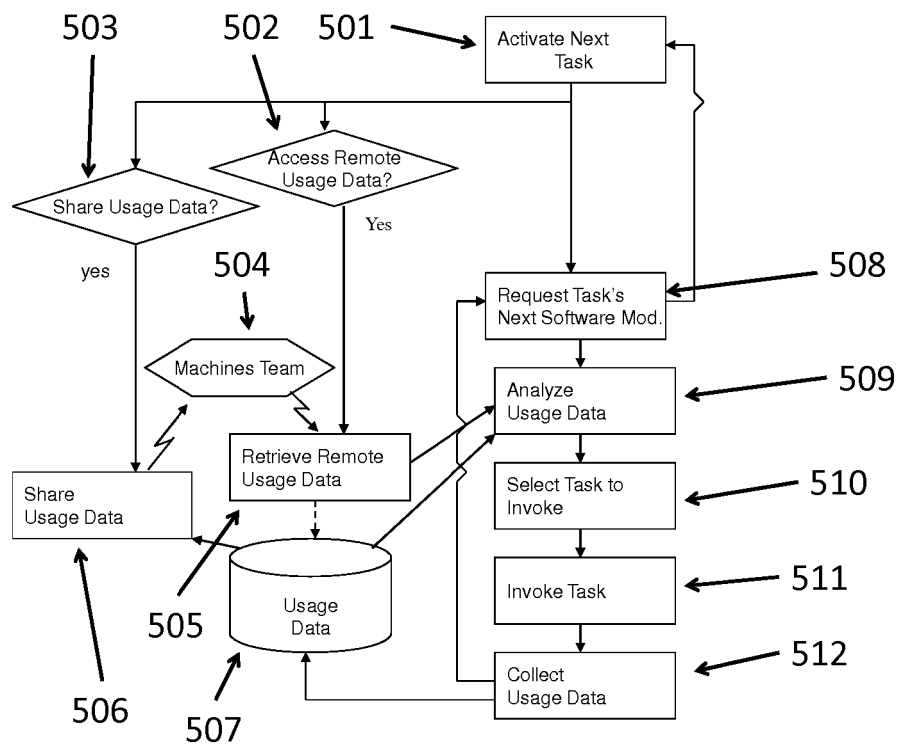 503
502
501
Activate Next
Task
Access Remote
Usage Data?
Share Usage Data?
Yes
yes
504
508
Request Task's
Next Software Mod.
Machines Team
509
Analyze
Usage Data
Retrieve Remote
Usage Data
Share
Usage Data
510
Select Task to
Invoke
505
511
Invoke Task
Usage
Data
512
Collect
Usage Data
506
507